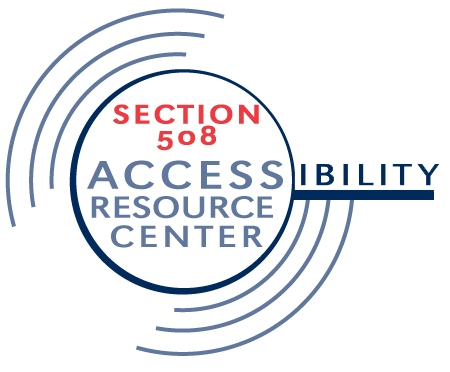 SECTION
508
ACCESSIBILITY
RESOURCE
CENTER